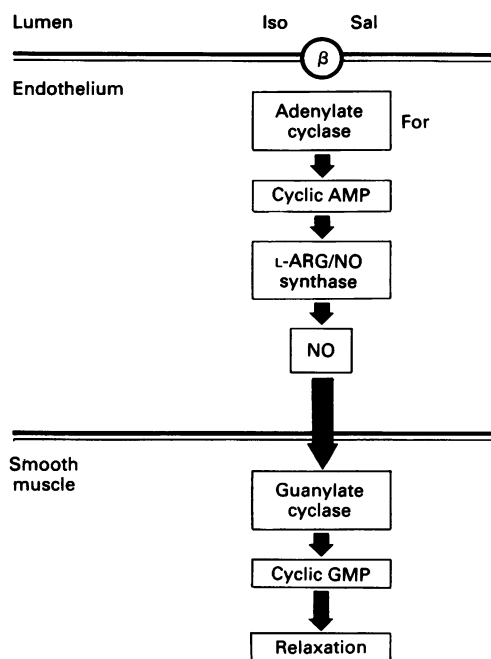 Lumen
Iso
Sal
β
Endothelium
Adenylate
cyclase
For
Cyclic AMP
L-ARG/NO
synthase
NO
Smooth
muscle
Guanylate
cyclase
Cyclic GMP
Relaxation